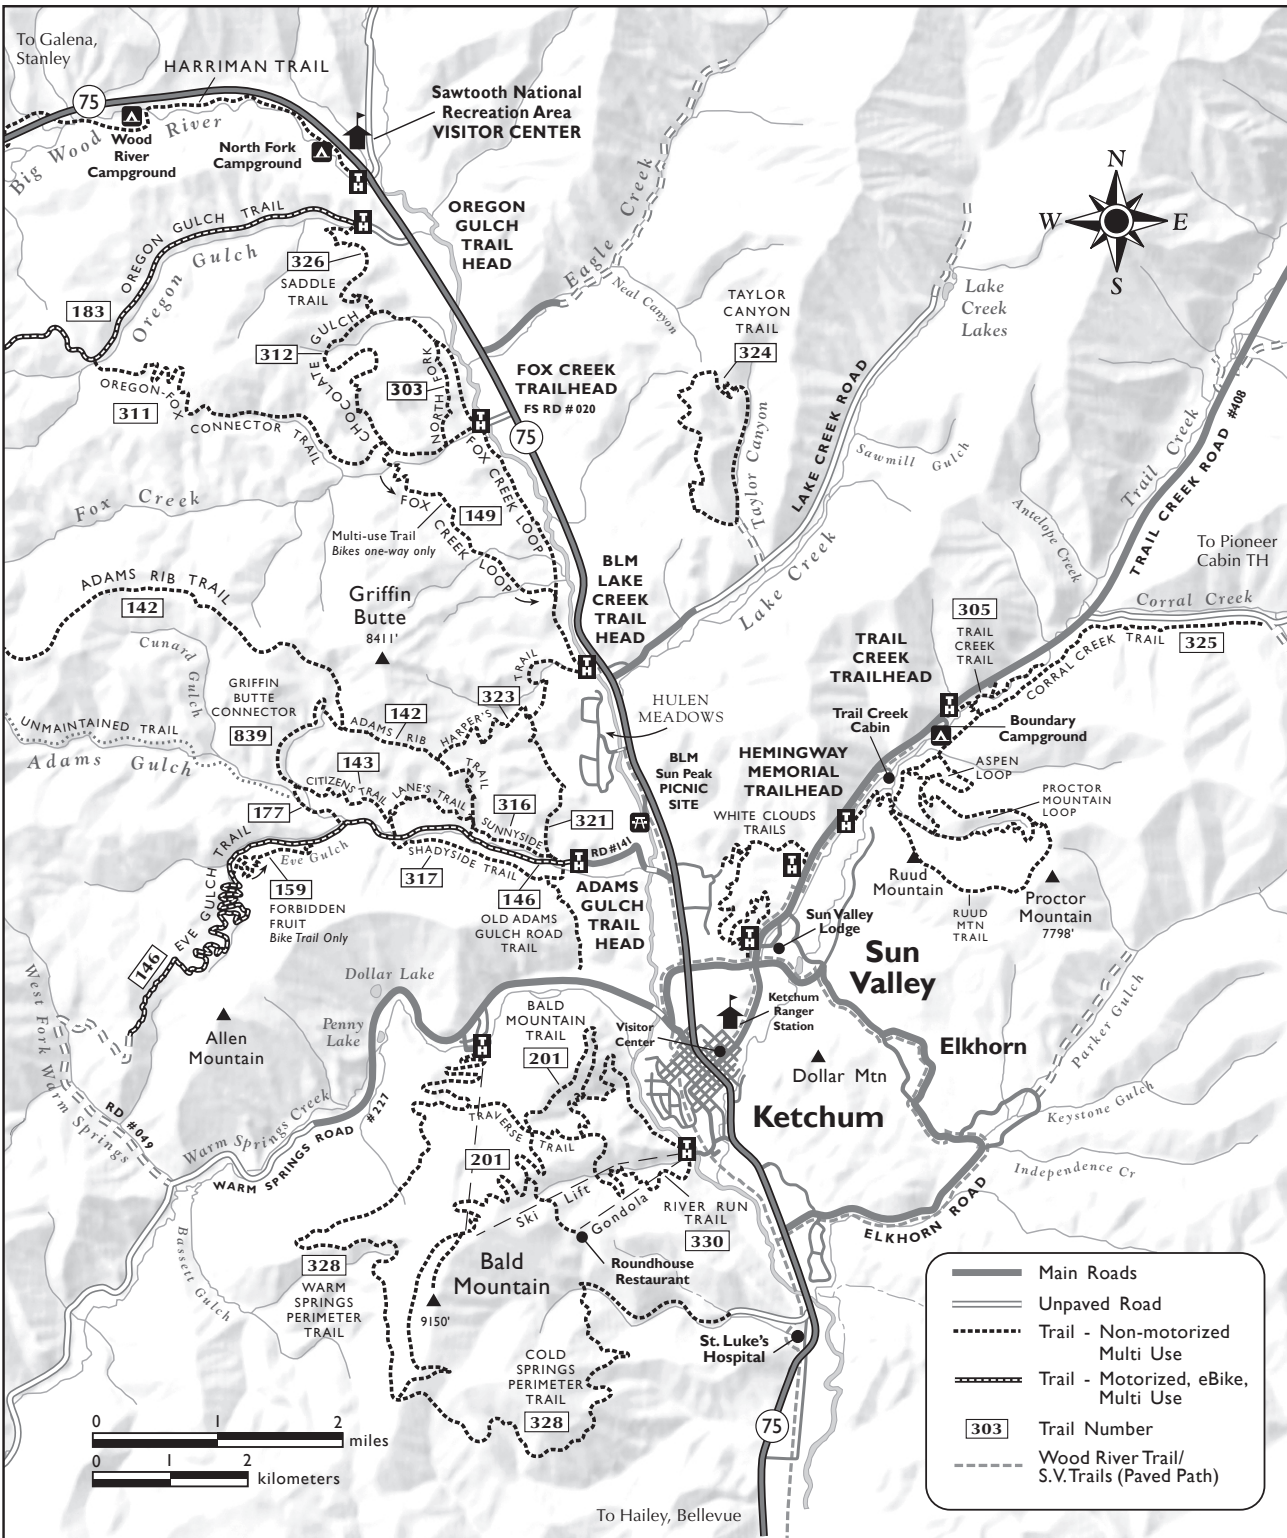 To Galena,
Stanley
HARRIMAN TRAIL
75
Big Wood River
Wood
River
Campground
North Fork
Campground
Sawtooth National
Recreation Area
VISITOR CENTER
OREGON
GULCH
TRAIL
HEAD
OREGON GULCH TRAIL
Oregon Gulch
183
326
SADDLE
TRAIL
312
CHOCOLATE GULCH
303
NORTH FORK
OREGON-FOX
311
CONNECTOR TRAIL
Eagle Creek
Neal Canyon
TAYLOR
CANYON
TRAIL
324
Taylor Canyon
FOX CREEK
TRAILHEAD
FS RD # 020
75
FOX CREEK LOOP
149
FOX CREEK LOOP
Multi-use Trail
Bikes one-way only
Fox Creek
N
W
E
S
Lake
Creek
Lakes
LAKE CREEK ROAD
Sawmill Gulch
Lake Creek
Antelope Creek
Trail Creek
TRAIL CREEK ROAD #408
To Pioneer
Cabin TH
Corral Creek
CORRAL CREEK TRAIL
325
305
TRAIL
CREEK
TRAIL
TRAIL
CREEK
TRAILHEAD
Trail Creek
Cabin
Boundary
Campground
ASPEN
LOOP
PROCTOR
MOUNTAIN
LOOP
HEMINGWAY
MEMORIAL
TRAILHEAD
WHITE CLOUDS
TRAILS
Ruud
Mountain
RUUD
MTN
TRAIL
Proctor
Mountain
7798'
BLM
LAKE
CREEK
TRAIL
HEAD
HULEN
MEADOWS
BLM
Sun Peak
PICNIC
SITE
ADAMS RIB TRAIL
142
Griffin
Butte
8411'
Cunard Gulch
GRIFFIN
BUTTE
CONNECTOR
839
142
ADAMS RIB
323
HARPER'S TRAIL
TRAIL
UNMAINTAINED TRAIL
Adams Gulch
143
CITIZENS TRAIL
LANE'S TRAIL
177
316
SUNNYSIDE
321
RD #141
SHADYSIDE TRAIL
317
146
OLD ADAMS
GULCH ROAD
TRAIL
ADAMS
GULCH
TRAIL
HEAD
EVE GULCH TRAIL
Eve Gulch
159
FORBIDDEN
FRUIT
Bike Trail Only
146
Allen
Mountain
Dollar Lake
Penny
Lake
West Fork Warm Springs
RD #049
Warm Springs Creek
WARM SPRINGS ROAD #227
Bassett Gulch
BALD
MOUNTAIN
TRAIL
201
TRAVERSE TRAIL
201
Ski Lift
Gondola
RIVER RUN
TRAIL
330
Roundhouse
Restaurant
Bald
Mountain
9150'
328
WARM
SPRINGS
PERIMETER
TRAIL
COLD
SPRINGS
PERIMETER
TRAIL
328
Sun Valley
Lodge
Sun
Valley
Ketchum
Ranger
Station
Visitor
Center
Dollar Mtn
Elkhorn
Ketchum
Parker Gulch
Keystone Gulch
Independence Cr
ELKHORN ROAD
St. Luke's
Hospital
75
To Hailey, Bellevue
0 1 2
miles
0 1 2
kilometers
Main Roads
Unpaved Road
Trail - Non-motorized
Multi Use
Trail - Motorized, eBike,
Multi Use
303
Trail Number
Wood River Trail/
S.V. Trails (Paved Path)